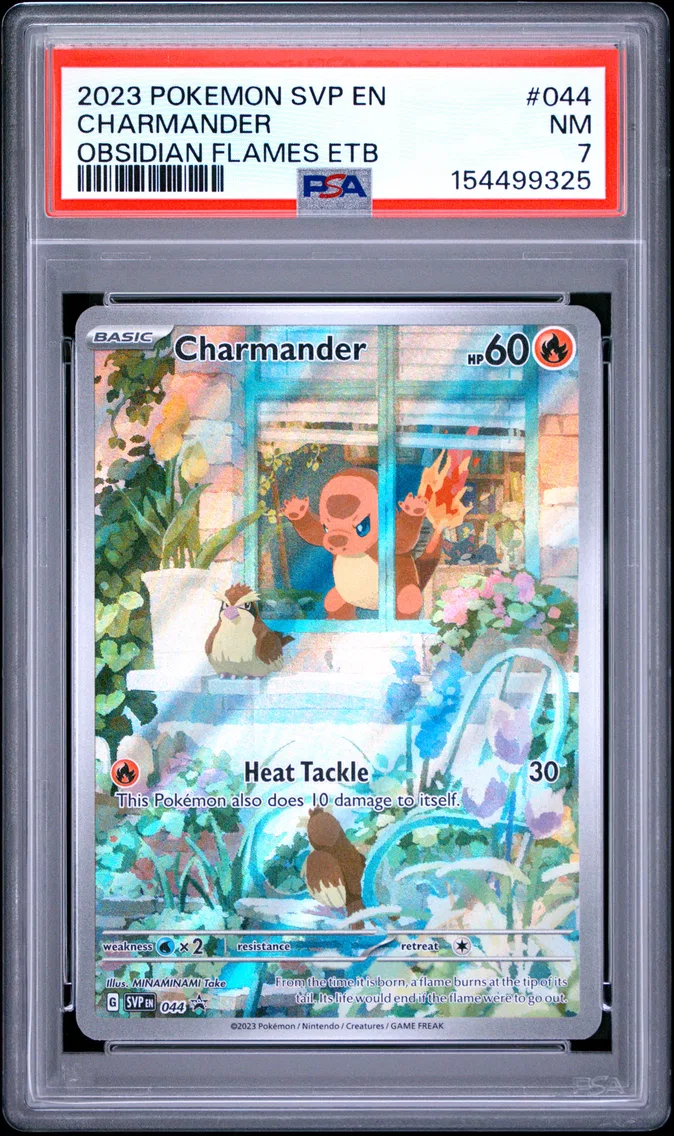 2023 POKEMON SVP EN #044
CHARMANDER NM
OBSIDIAN FLAMES ETB 7
PSA 154499325
BASIC Charmander HP 60
Heat Tackle 30
This Pokémon also does 10 damage to itself.
weakness ×2 resistance retreat
Illus. MINAMINAMI Take
From the time it is born, a flame burns at the tip of its
tail. Its life would end if the flame were to go out.
G SVP EN 044
©2023 Pokémon / Nintendo / Creatures / GAME FREAK
PSA